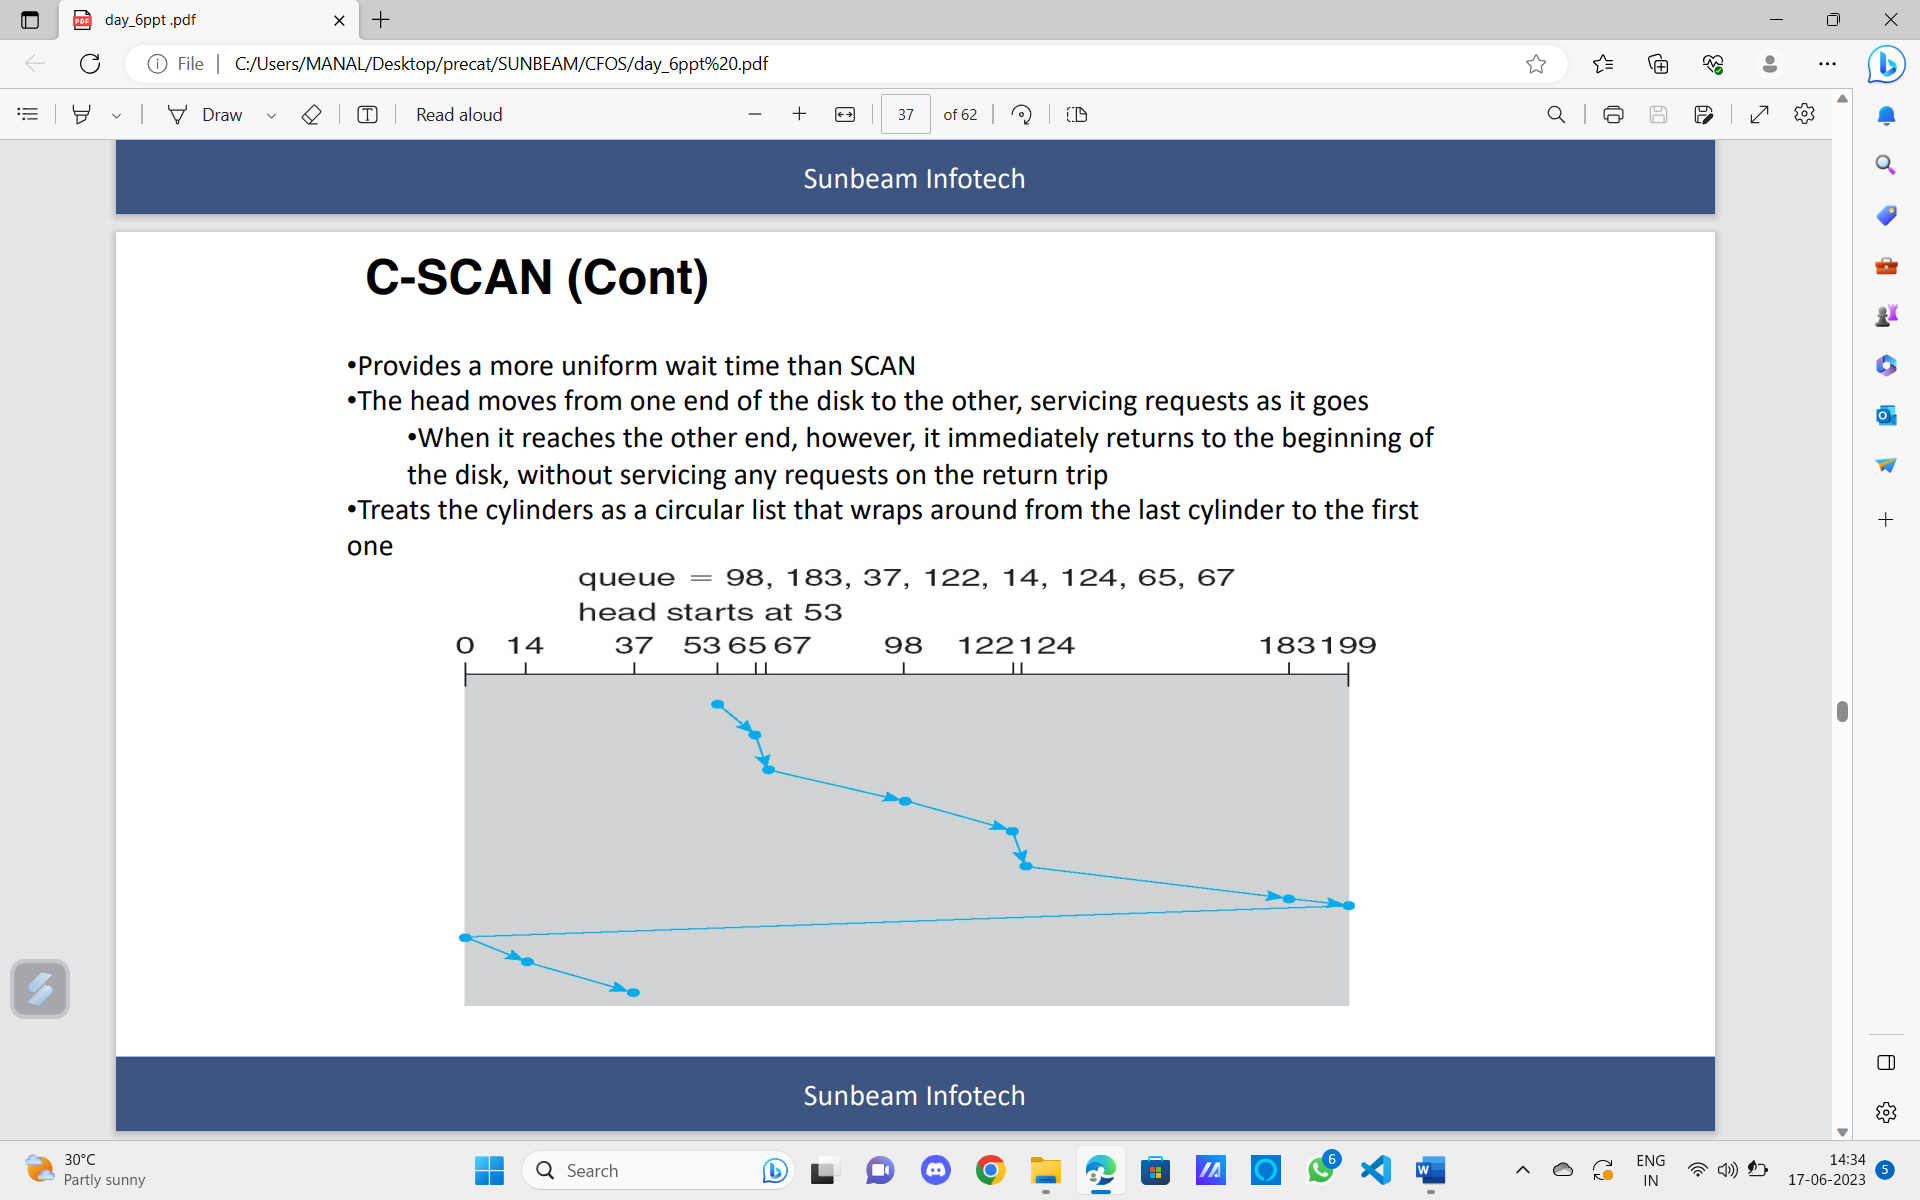 day_6ppt .pdf
File
C:/Users/MANAL/Desktop/precat/SUNBEAM/CFOS/day_6ppt%20.pdf
Draw
Read aloud
37
of 62
Sunbeam Infotech
C-SCAN (Cont)
•Provides a more uniform wait time than SCAN
•The head moves from one end of the disk to the other, servicing requests as it goes
•When it reaches the other end, however, it immediately returns to the beginning of
the disk, without servicing any requests on the return trip
•Treats the cylinders as a circular list that wraps around from the last cylinder to the first
one
queue = 98, 183, 37, 122, 14, 124, 65, 67
head starts at 53
0 14 37 53 65 67 98 122 124 183 199
Sunbeam Infotech
30°C
Partly sunny
Search
6
ENG
IN
14:34
17-06-2023
5